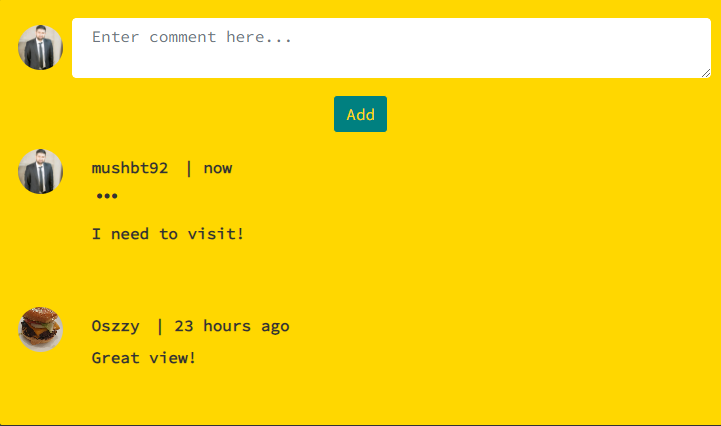 Enter comment here...
Add
mushbt92 | now
•••
I need to visit!
Oszzy | 23 hours ago
Great view!